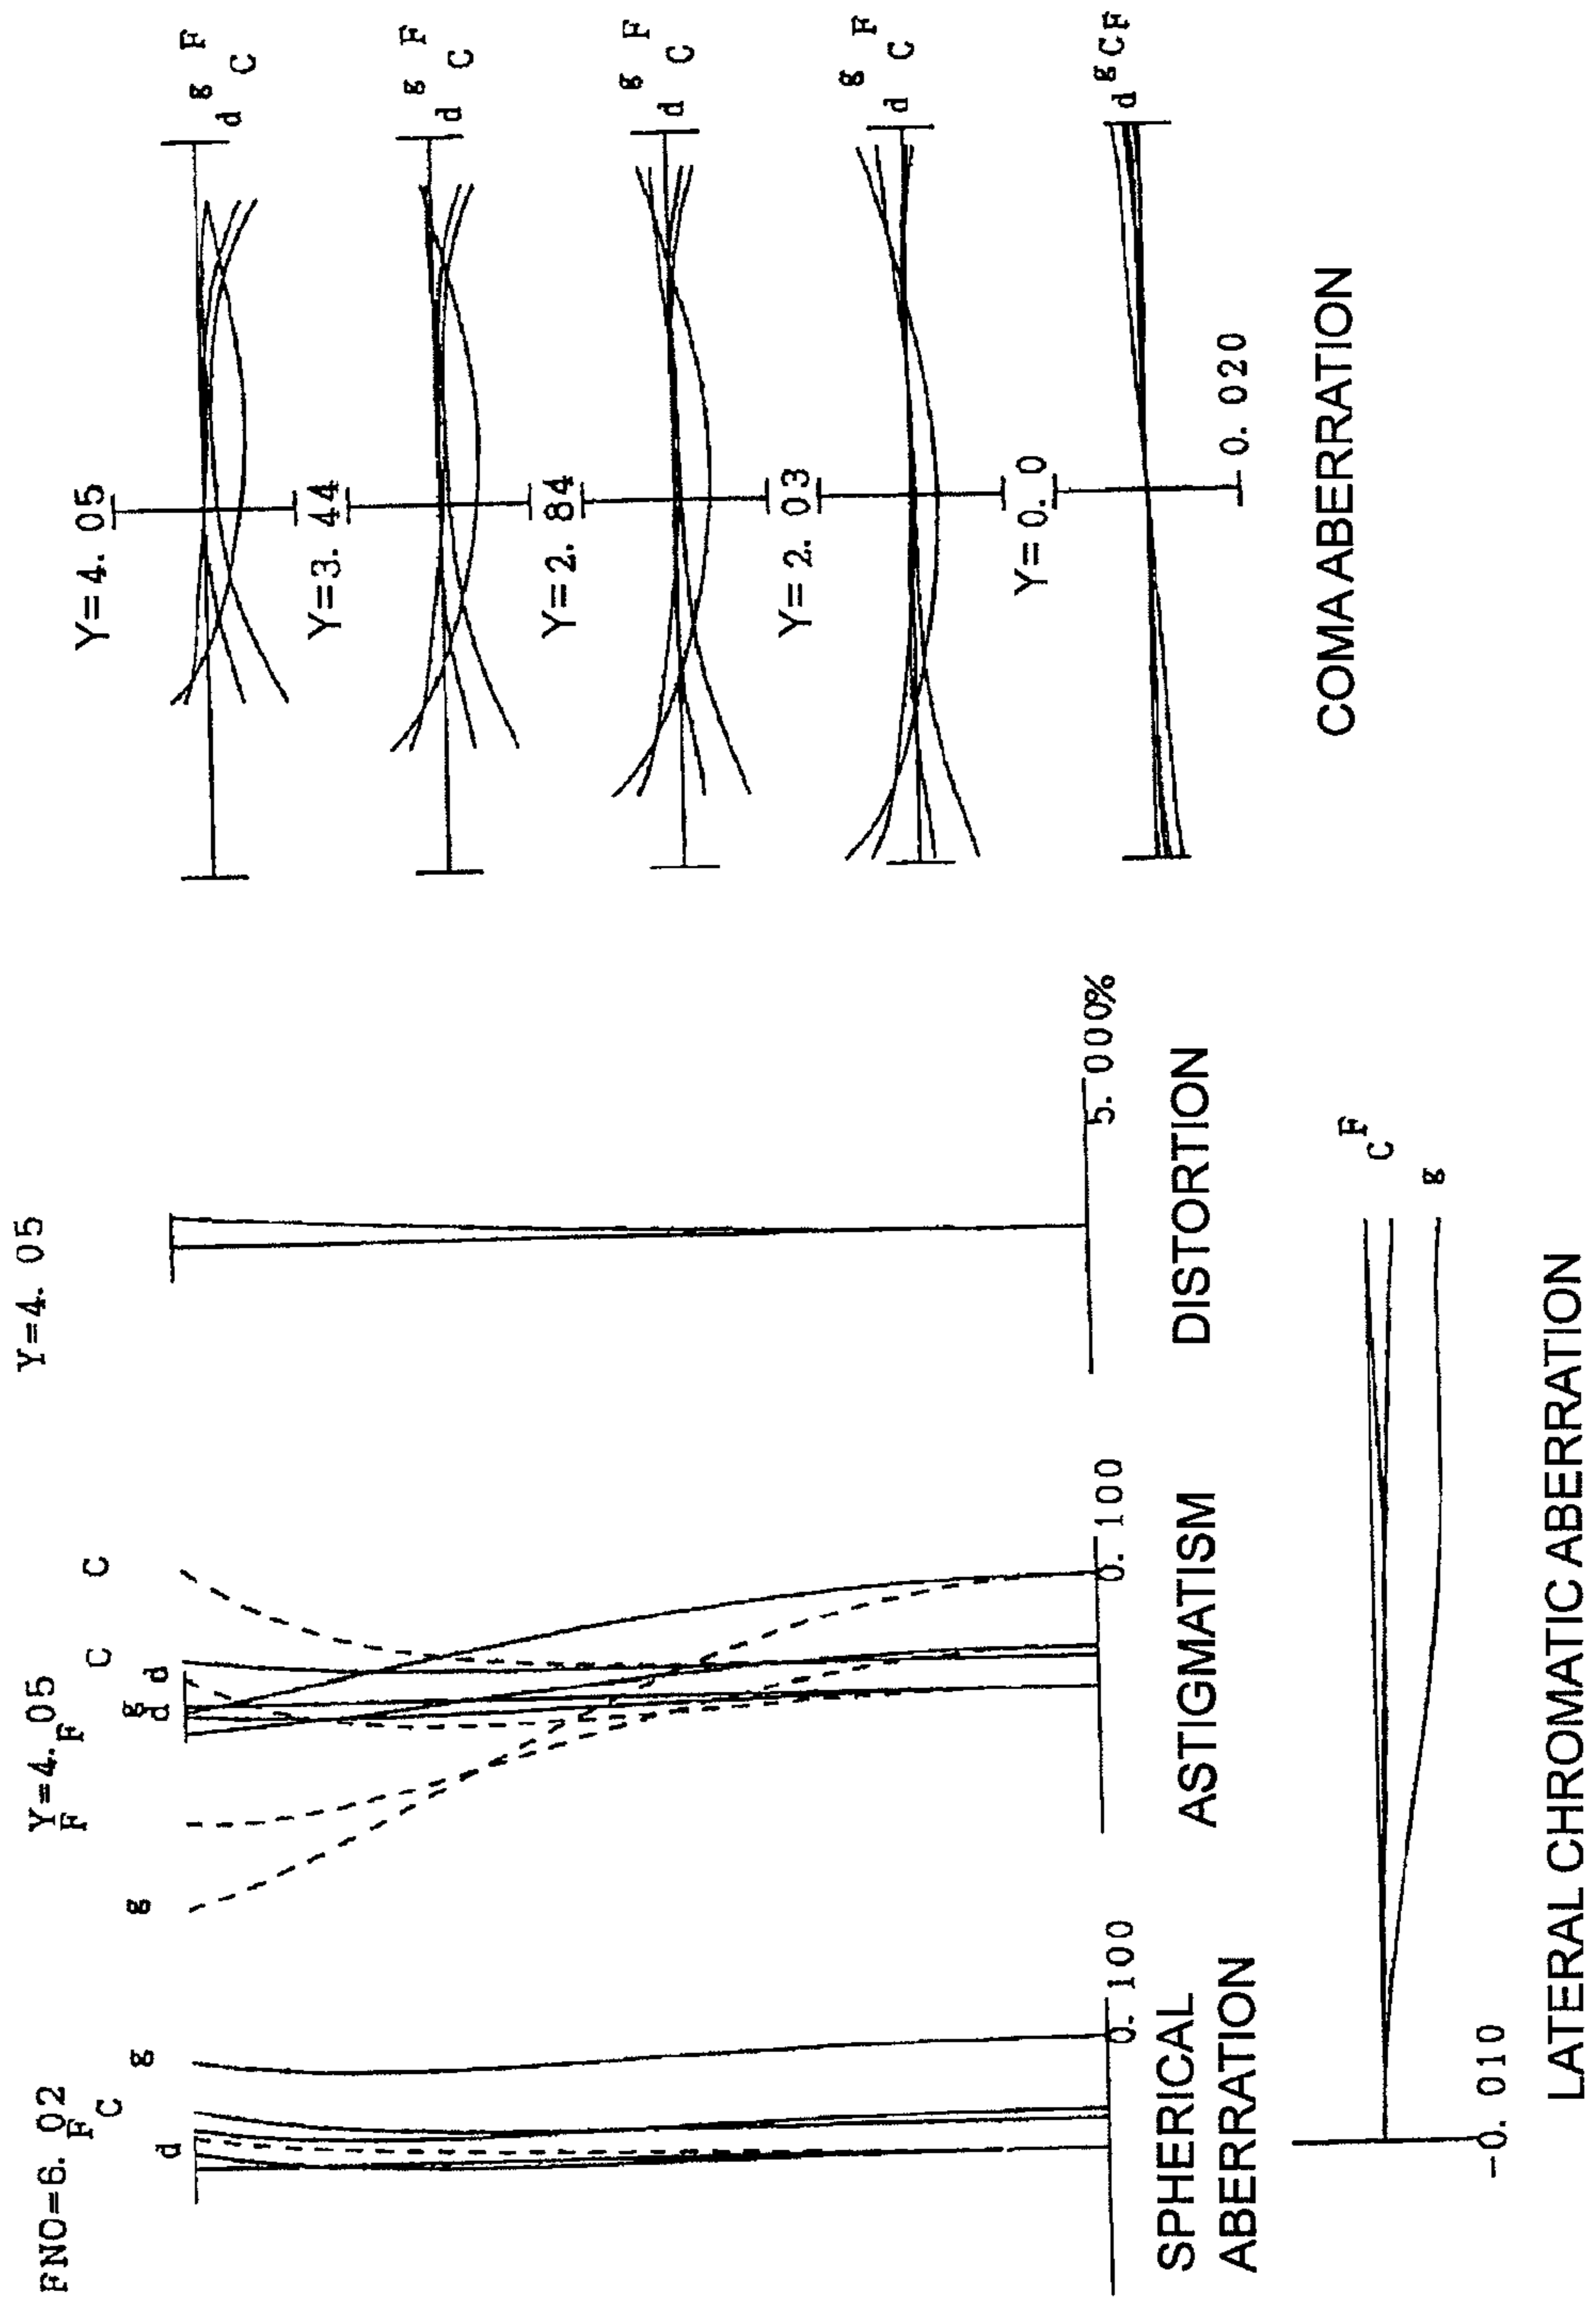 FNO=6. 02
F
C
g
d
SPHERICAL
ABERRATION
0. 100
Y=4. 05
F
F
C
C
g
d
d
g
ASTIGMATISM
0. 100
Y=4. 05
DISTORTION
5. 000%
Y=4. 05
g
F
d
C
Y=3. 44
g
F
d
C
Y=2. 84
g
F
d
C
Y=2. 03
g
F
d
C
Y=0. 0
d
g
C
F
0. 020
COMA ABERRATION
F
C
g
-0. 010
LATERAL CHROMATIC ABERRATION